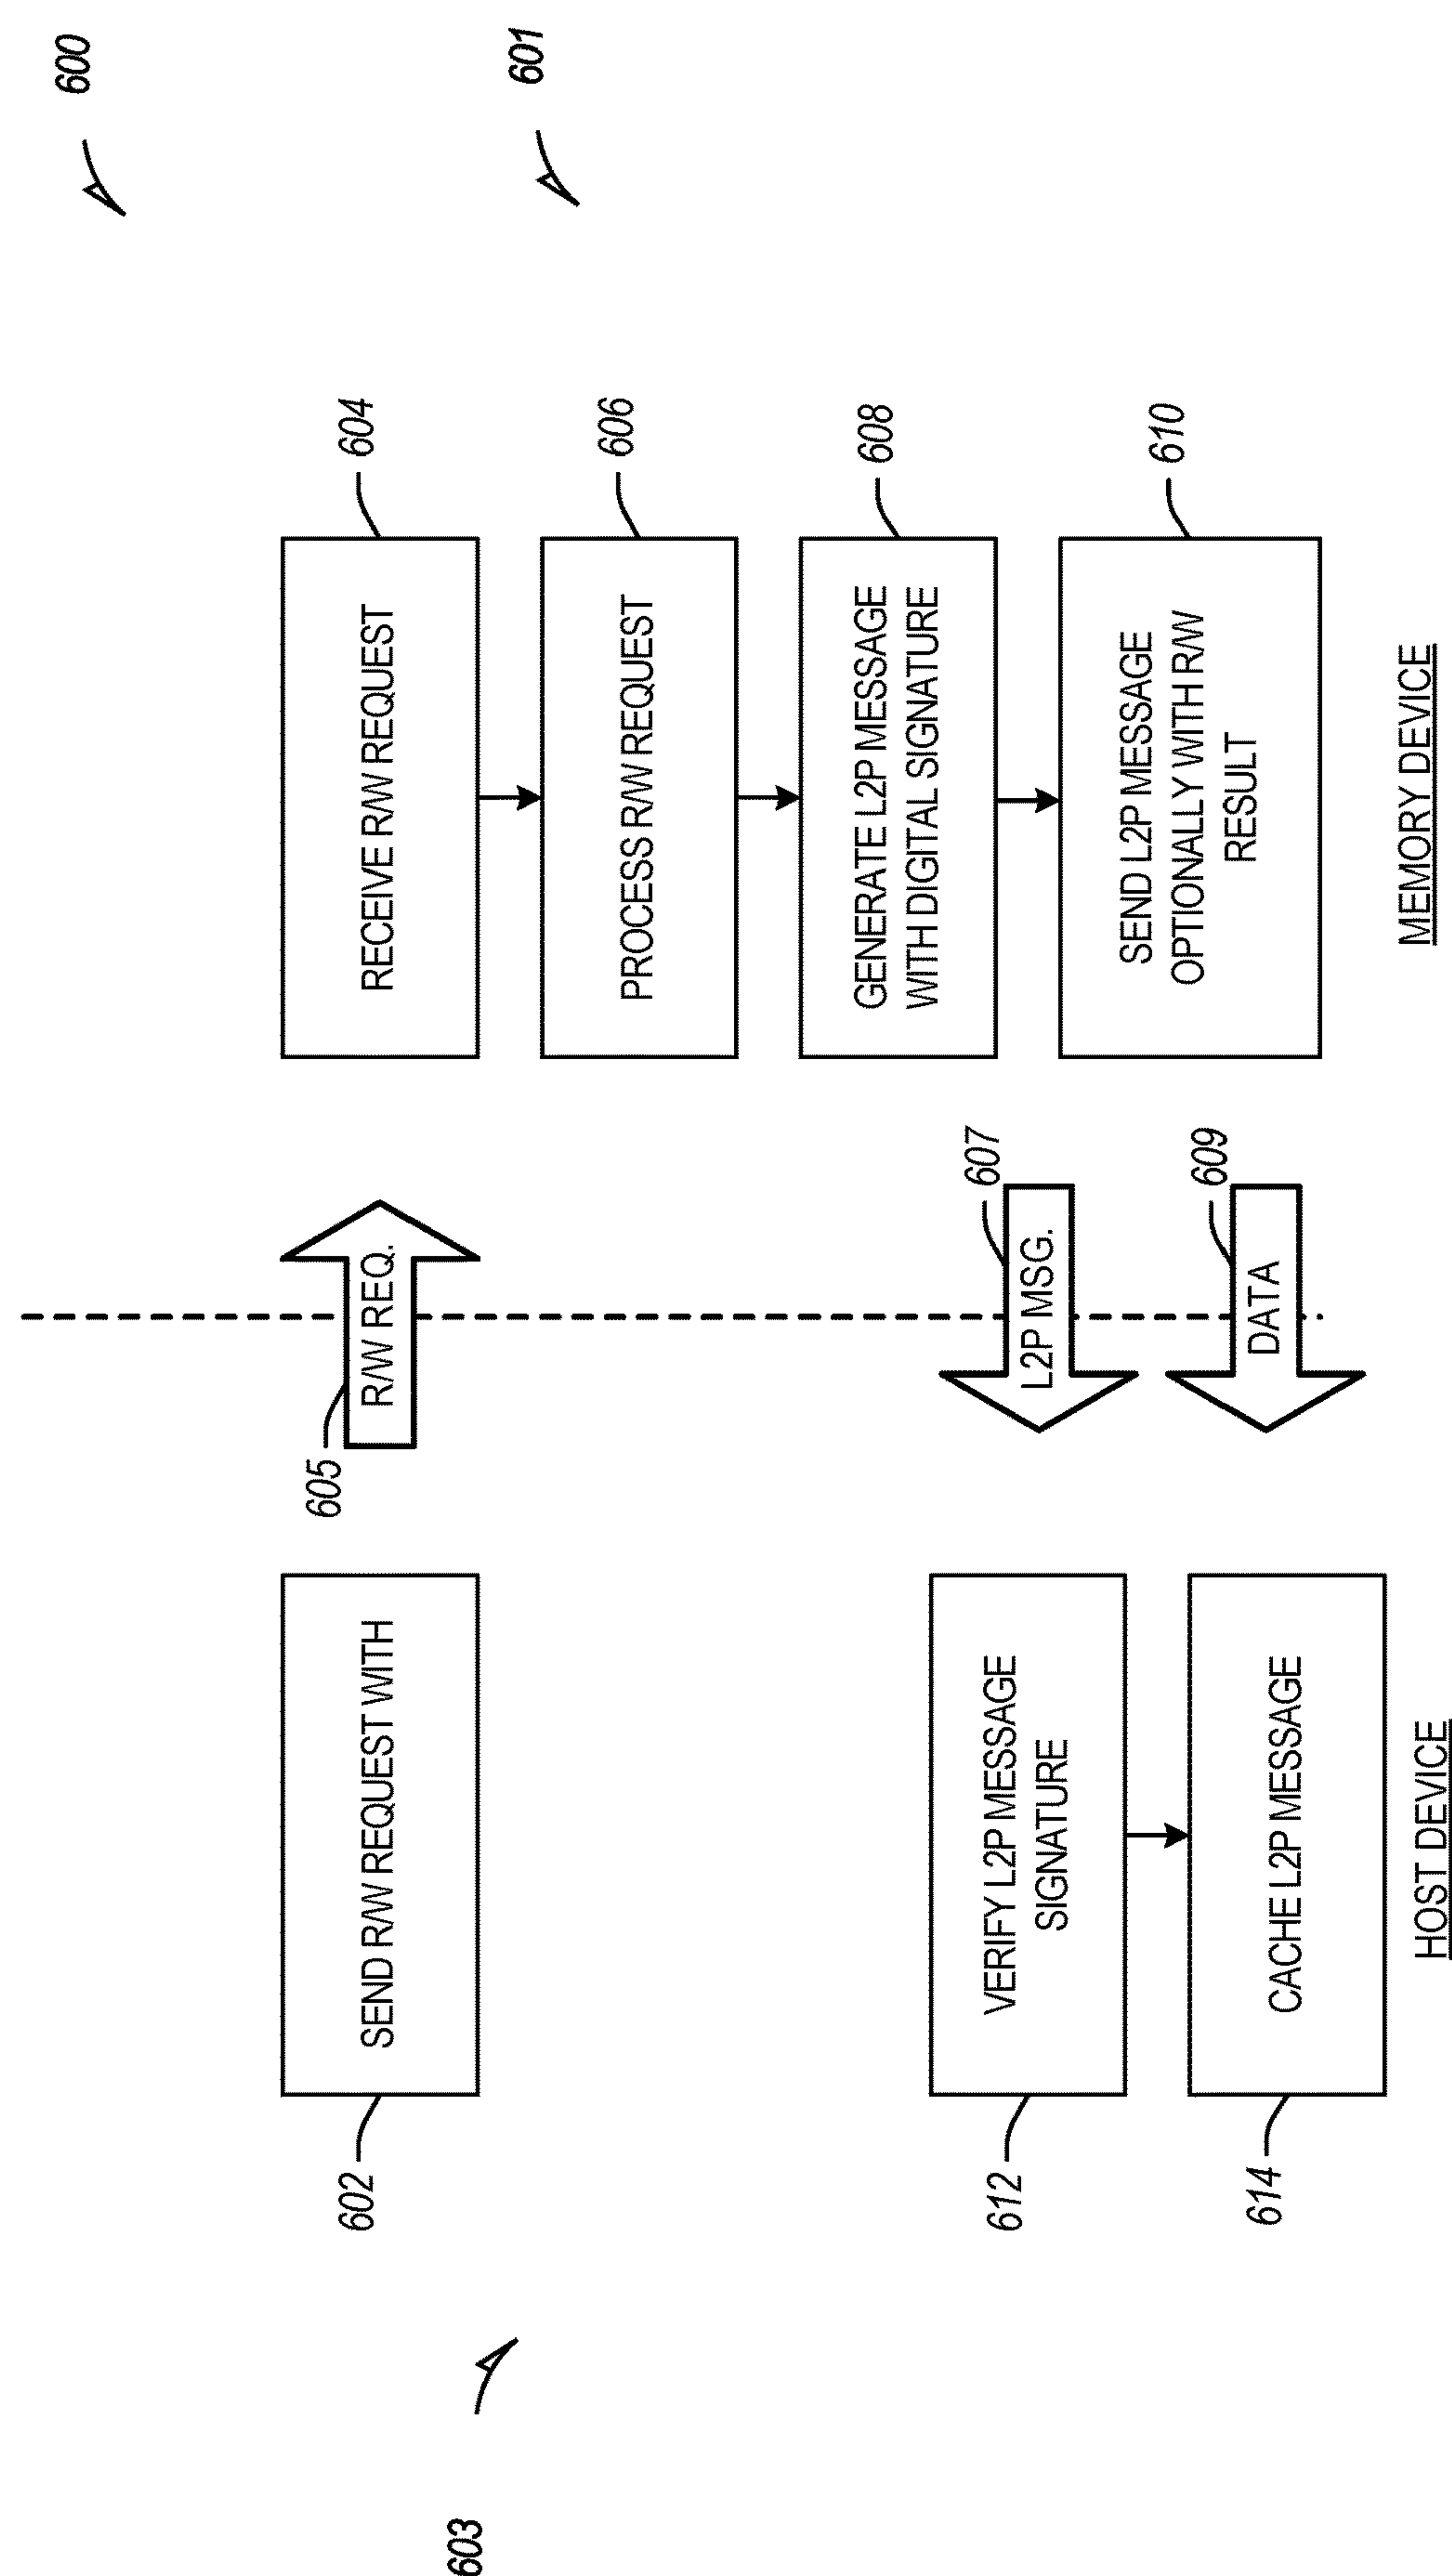 600
601
603
602
SEND R/W REQUEST WITH
605
R/W REQ.
604
RECEIVE R/W REQUEST
606
PROCESS R/W REQUEST
608
GENERATE L2P MESSAGE
WITH DIGITAL SIGNATURE
610
SEND L2P MESSAGE
OPTIONALLY WITH R/W
RESULT
607
L2P MSG.
609
DATA
612
VERIFY L2P MESSAGE
SIGNATURE
614
CACHE L2P MESSAGE
HOST DEVICE
MEMORY DEVICE